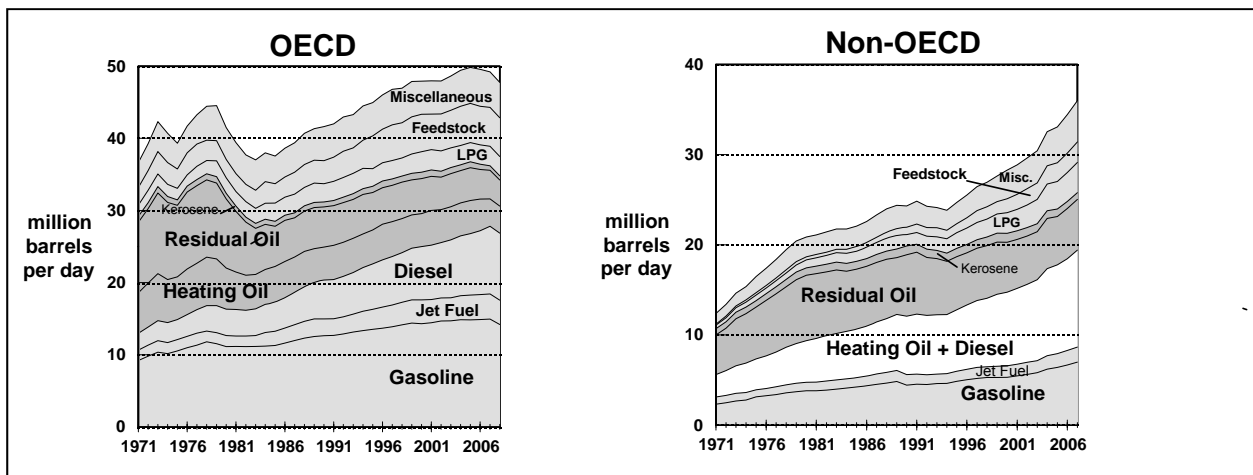 OECD
50
40
30
20
10
0
million
barrels
per day
Miscellaneous
Feedstock
LPG
Kerosene
Residual Oil
Heating Oil
Diesel
Jet Fuel
Gasoline
1971 1976 1981 1986 1991 1996 2001 2006
Non-OECD
40
30
20
10
0
million
barrels
per day
Feedstock
Misc.
LPG
Kerosene
Residual Oil
Heating Oil + Diesel
Jet Fuel
Gasoline
1971 1976 1981 1986 1991 1996 2001 2006